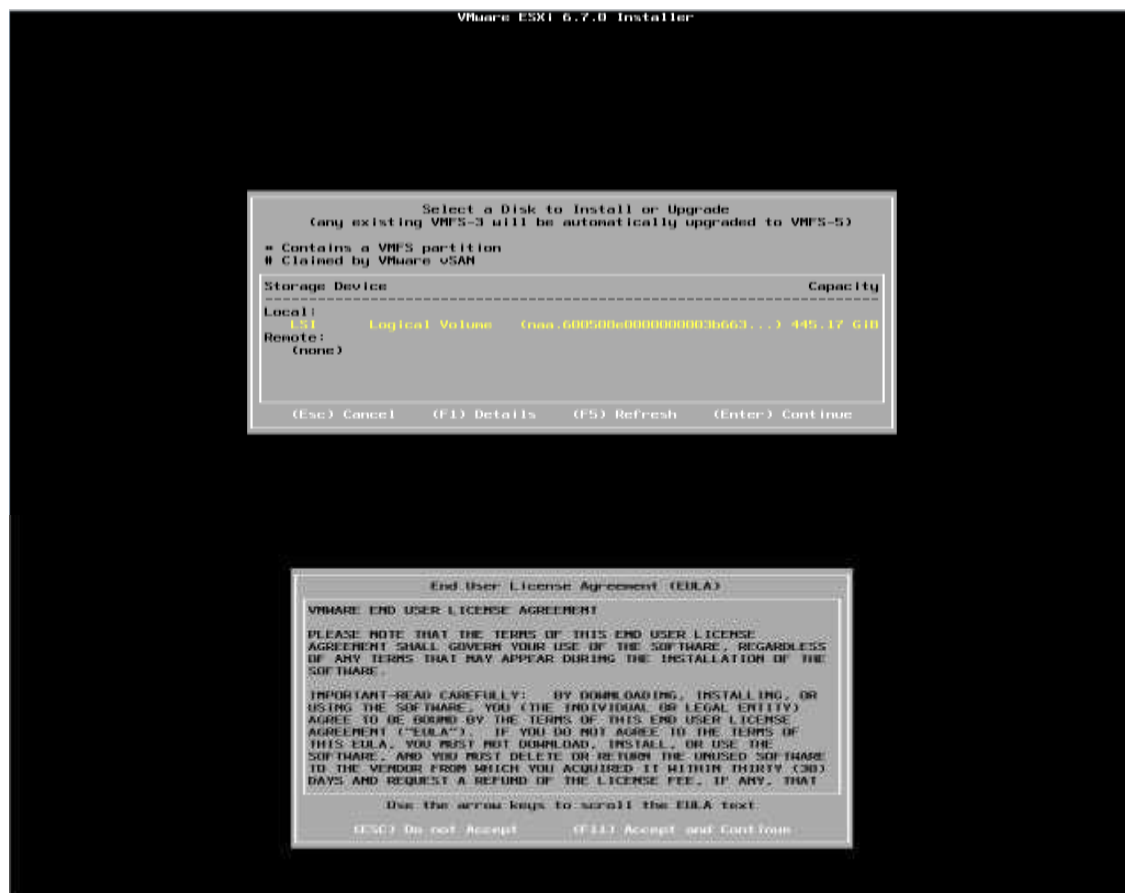 VMware ESXi 6.7.0 Installer
Select a Disk to Install or Upgrade
(any existing VMFS-3 will be automatically upgraded to VMFS-5)
* Contains a VMFS partition
# Claimed by VMware vSAN
Storage Device Capacity
Local:
LSI Logical Volume (naa.600508e0000000003b663...) 445.17 GiB
Remote:
(none)
(Esc) Cancel (F1) Details (F5) Refresh (Enter) Continue
End User License Agreement (EULA)
VMWARE END USER LICENSE AGREEMENT
PLEASE NOTE THAT THE TERMS OF THIS END USER LICENSE
AGREEMENT SHALL GOVERN YOUR USE OF THE SOFTWARE, REGARDLESS
OF ANY TERMS THAT MAY APPEAR DURING THE INSTALLATION OF THE
SOFTWARE.
IMPORTANT-READ CAREFULLY: BY DOWNLOADING, INSTALLING, OR
USING THE SOFTWARE, YOU (THE INDIVIDUAL OR LEGAL ENTITY)
AGREE TO BE BOUND BY THE TERMS OF THIS END USER LICENSE
AGREEMENT ("EULA"). IF YOU DO NOT AGREE TO THE TERMS OF
THIS EULA, YOU MUST NOT DOWNLOAD, INSTALL, OR USE THE
SOFTWARE, AND YOU MUST DELETE OR RETURN THE UNUSED SOFTWARE
TO THE VENDOR FROM WHICH YOU ACQUIRED IT WITHIN THIRTY (30)
DAYS AND REQUEST A REFUND OF THE LICENSE FEE, IF ANY, THAT
Use the arrow keys to scroll the EULA text
(ESC) Do not Accept (F11) Accept and Continue